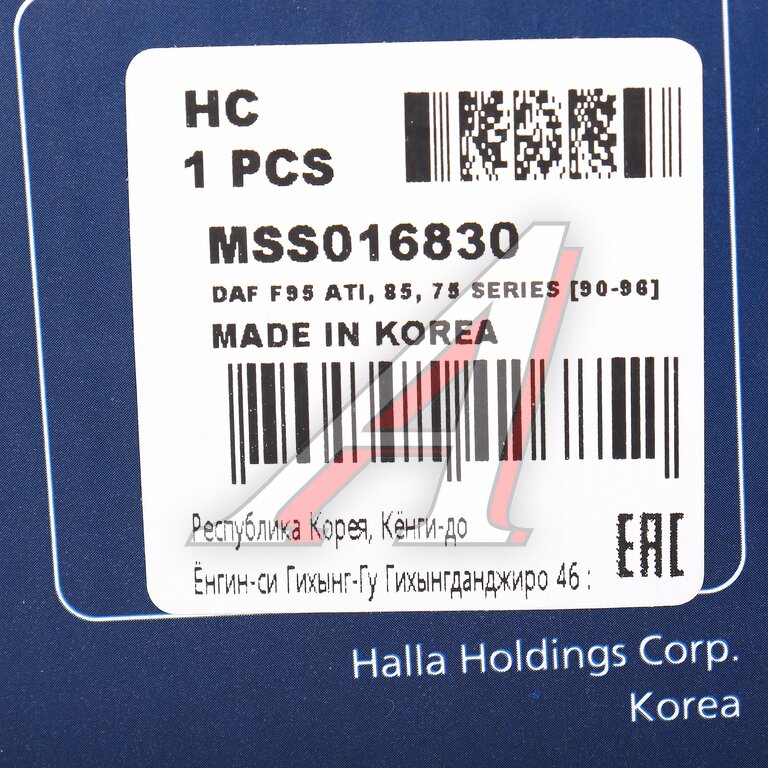 HC
1 PCS
MSS016830
DAF F95 ATI, 85, 75 SERIES [90-96]
MADE IN KOREA
Республика Корея, Кёнги-до
Ёнгин-си Гихынг-Гу Гихынгданджиро 46 :
EAC
Halla Holdings Corp.
Korea